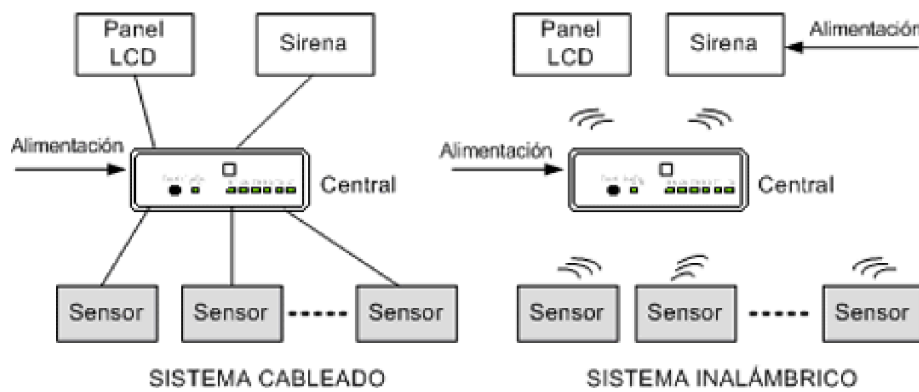 Panel
LCD
Sirena
Alimentación
Central
Sensor
Sensor
Sensor
SISTEMA CABLEADO
Panel
LCD
Sirena
Alimentación
Alimentación
Central
Sensor
Sensor
Sensor
SISTEMA INALÁMBRICO